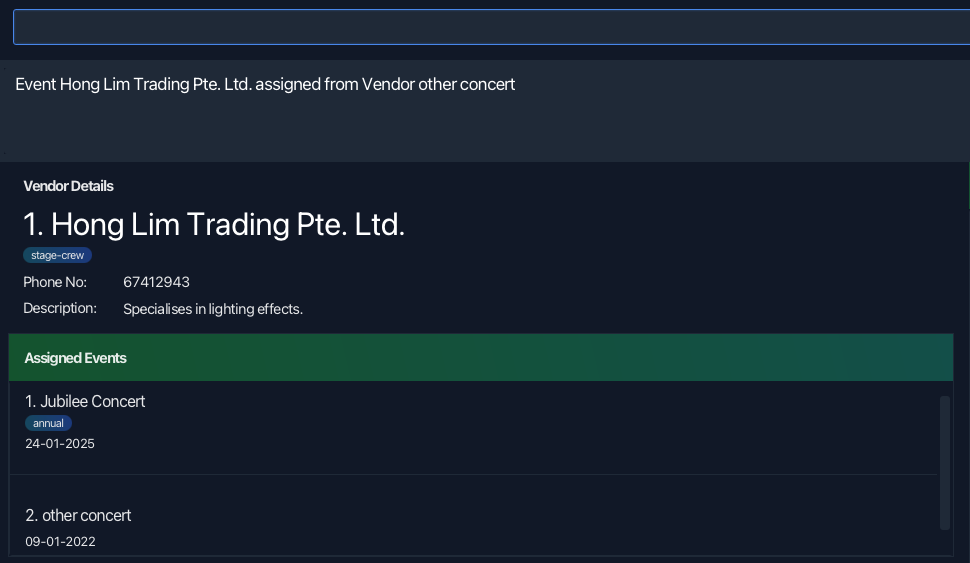 Event Hong Lim Trading Pte. Ltd. assigned from Vendor other concert
Vendor Details
1. Hong Lim Trading Pte. Ltd.
stage-crew
Phone No: 67412943
Description: Specialises in lighting effects.
Assigned Events
1. Jubilee Concert
annual
24-01-2025
2. other concert
09-01-2022